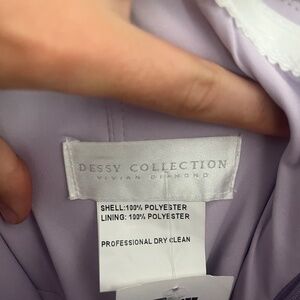 DESSY COLLECTION
VIVIAN DIAMOND
SHELL:100% POLYESTER
LINING: 100% POLYESTER
PROFESSIONAL DRY CLEAN